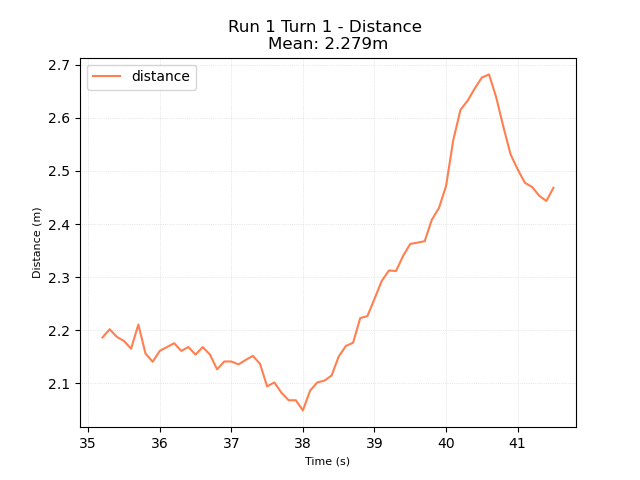 Run 1 Turn 1 - Distance
Mean: 2.279m
distance
2.7
2.6
2.5
2.4
2.3
2.2
2.1
Distance (m)
35 36 37 38 39 40 41
Time (s)